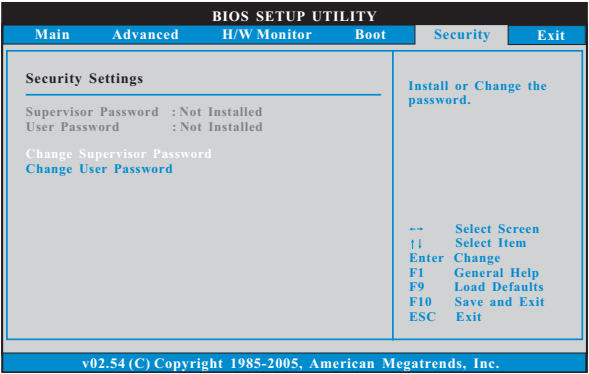 BIOS SETUP UTILITY
Main Advanced H/W Monitor Boot Security Exit
Security Settings
Supervisor Password : Not Installed
User Password : Not Installed
Change Supervisor Password
Change User Password
Install or Change the
password.
←→ Select Screen
↑↓ Select Item
Enter Change
F1 General Help
F9 Load Defaults
F10 Save and Exit
ESC Exit
v02.54 (C) Copyright 1985-2005, American Megatrends, Inc.